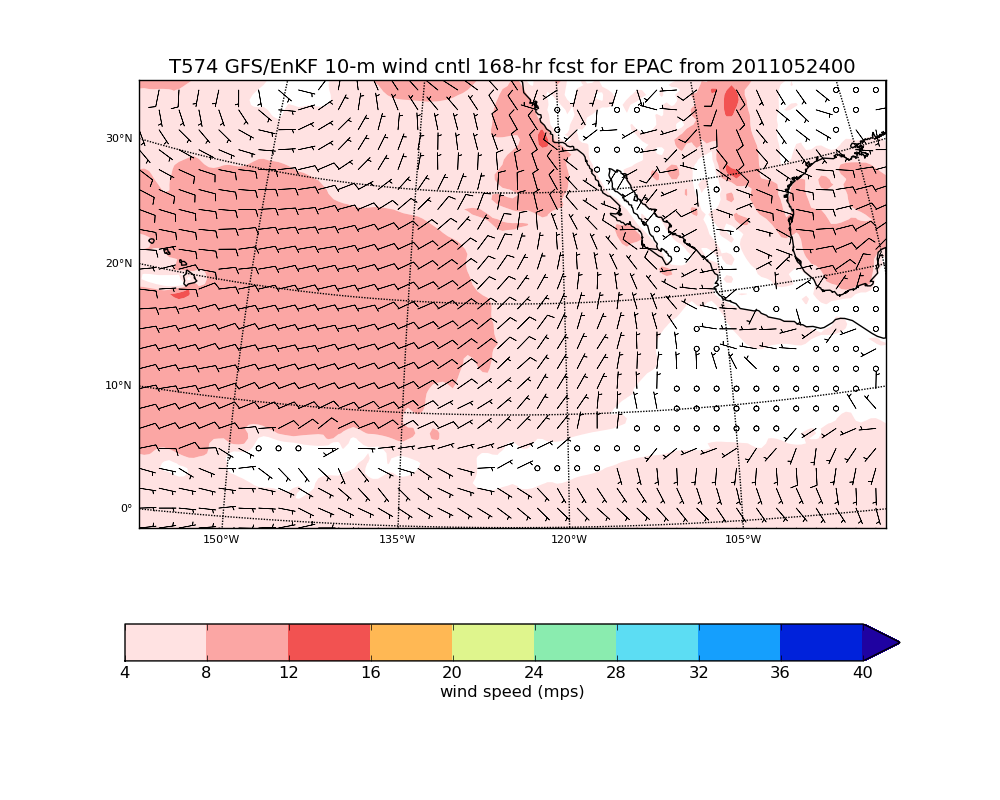 T574 GFS/EnKF 10-m wind cntl 168-hr fcst for EPAC from 2011052400
30°N
20°N
10°N
0°
150°W 135°W 120°W 105°W
4 8 12 16 20 24 28 32 36 40
wind speed (mps)